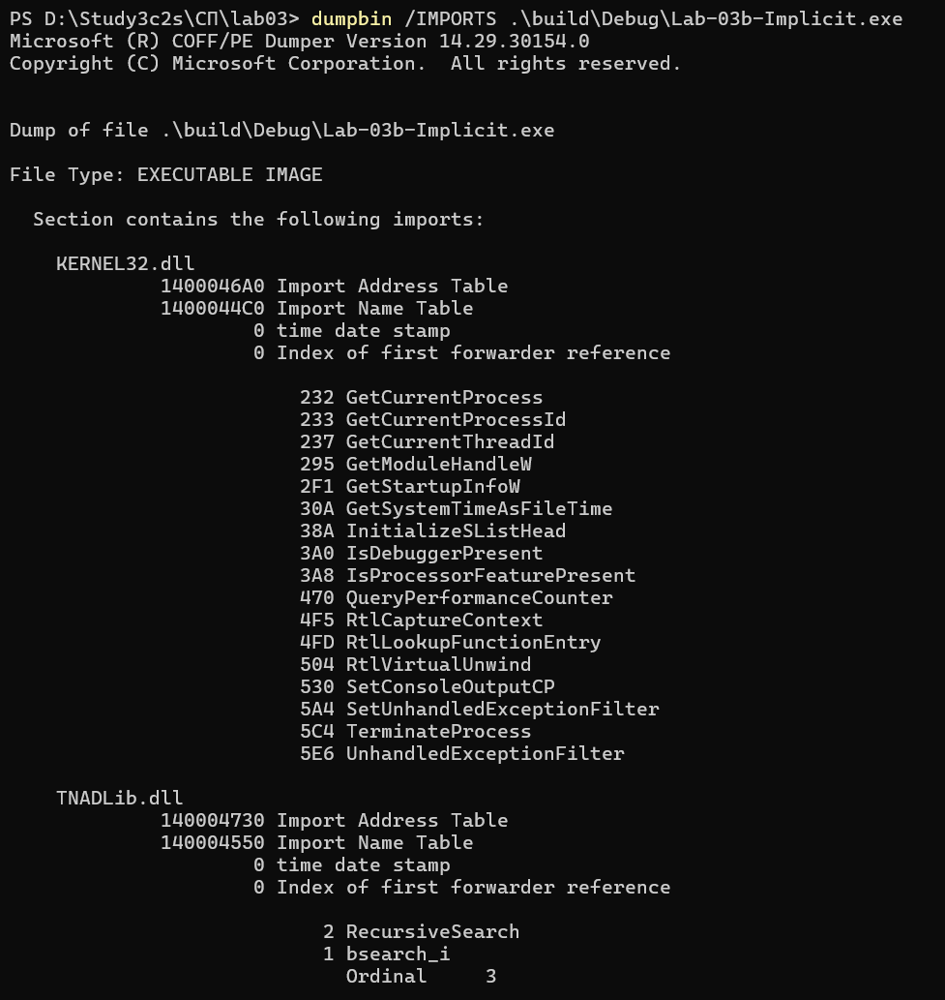 PS D:\Study3c2s\СП\lab03> dumpbin /IMPORTS .\build\Debug\Lab-03b-Implicit.exe
Microsoft (R) COFF/PE Dumper Version 14.29.30154.0
Copyright (C) Microsoft Corporation.  All rights reserved.
Dump of file .\build\Debug\Lab-03b-Implicit.exe
File Type: EXECUTABLE IMAGE
Section contains the following imports:
KERNEL32.dll
1400046A0 Import Address Table
1400044C0 Import Name Table
0 time date stamp
0 Index of first forwarder reference
232 GetCurrentProcess
233 GetCurrentProcessId
237 GetCurrentThreadId
295 GetModuleHandleW
2F1 GetStartupInfoW
30A GetSystemTimeAsFileTime
38A InitializeSListHead
3A0 IsDebuggerPresent
3A8 IsProcessorFeaturePresent
470 QueryPerformanceCounter
4F5 RtlCaptureContext
4FD RtlLookupFunctionEntry
504 RtlVirtualUnwind
530 SetConsoleOutputCP
5A4 SetUnhandledExceptionFilter
5C4 TerminateProcess
5E6 UnhandledExceptionFilter
TNADLib.dll
140004730 Import Address Table
140004550 Import Name Table
0 time date stamp
0 Index of first forwarder reference
2 RecursiveSearch
1 bsearch_i
Ordinal     3